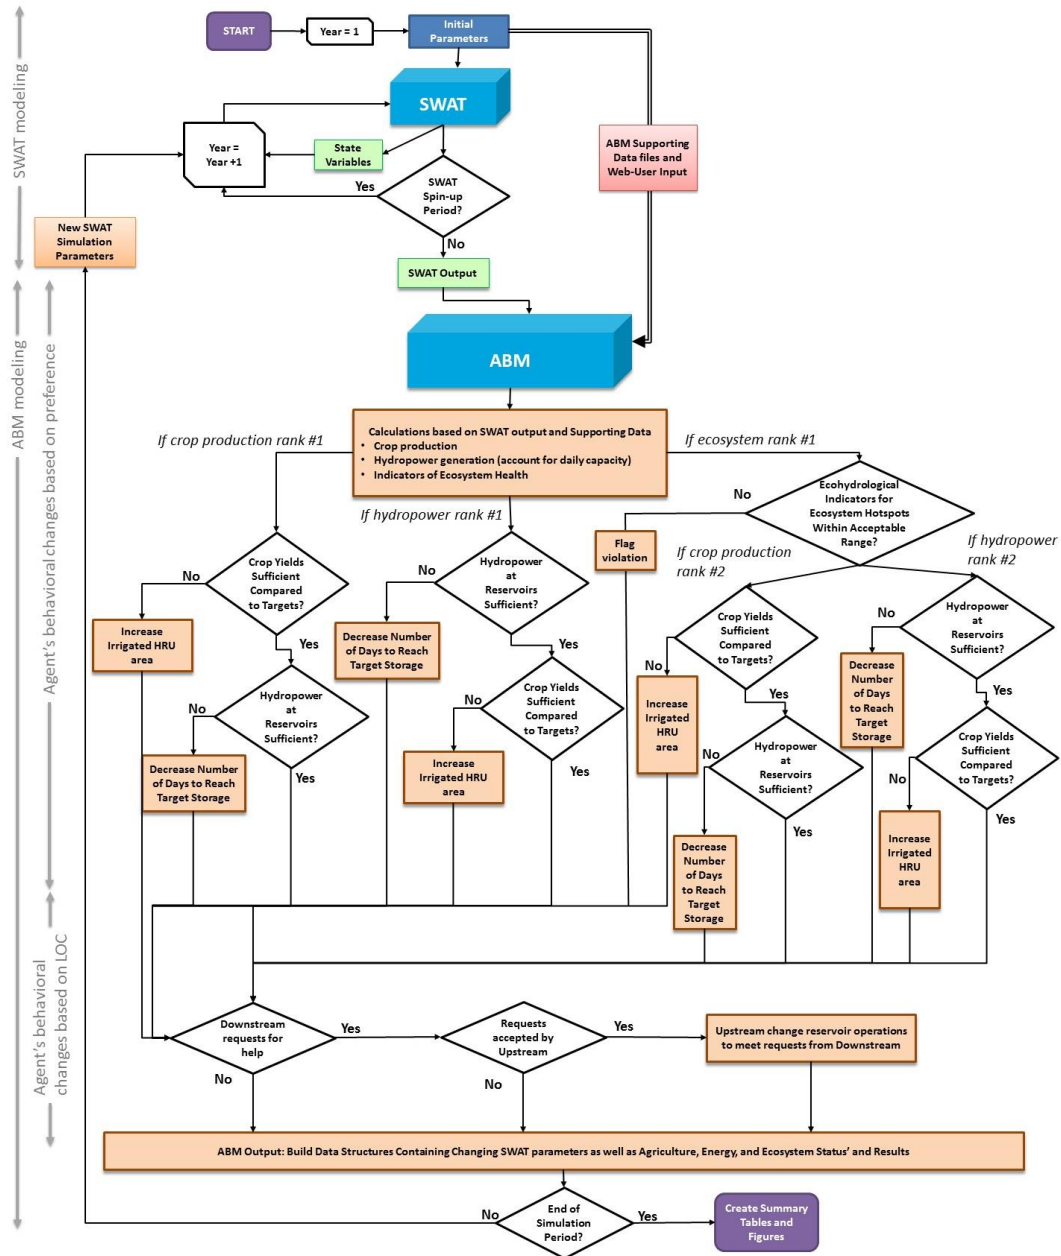 START
Year = 1
Initial
Parameters
SWAT modeling
SWAT
Year =
Year +1
State
Variables
ABM Supporting
Data files and
Web-User Input
Yes
SWAT
Spin-up
Period?
New SWAT
Simulation
Parameters
No
SWAT Output
ABM modeling
Agent's behavioral changes based on preference
ABM
If crop production rank #1
Calculations based on SWAT output and Supporting Data
• Crop production
• Hydropower generation (account for daily capacity)
• Indicators of Ecosystem Health
If ecosystem rank #1
If hydropower rank #1
No
Ecohydrological
Indicators for
Ecosystem Hotspots
Within Acceptable
Range?
Flag
violation
If crop production
rank #2
If hydropower
rank #2
No
Crop Yields
Sufficient
Compared
to Targets?
No
Hydropower
at
Reservoirs
Sufficient?
Crop Yields
Sufficient
Compared
to Targets?
No
Hydropower
at
Reservoirs
Sufficient?
Increase
Irrigated HRU
area
Yes
Decrease Number
of Days to Reach
Target Storage
Yes
No
Increase
Irrigated
HRU
area
Yes
Decrease
Number
of Days
to Reach
Target
Storage
Yes
No
Hydropower
at
Reservoirs
Sufficient?
No
Crop Yields
Sufficient
Compared
to Targets?
No
Hydropower
at
Reservoirs
Sufficient?
No
Crop Yields
Sufficient
Compared
to Targets?
Decrease Number
of Days to Reach
Target Storage
Yes
Increase
Irrigated HRU
area
Yes
Decrease
Number
of Days
to Reach
Target
Storage
Yes
Increase
Irrigated
HRU
area
Yes
Agent's behavioral
changes based on LOC
Downstream
requests for
help
Yes
Requests
accepted by
Upstream
Yes
Upstream change reservoir operations
to meet requests from Downstream
No
No
ABM Output: Build Data Structures Containing Changing SWAT parameters as well as Agriculture, Energy, and Ecosystem Status' and Results
No
End of
Simulation
Period?
Yes
Create Summary
Tables and
Figures